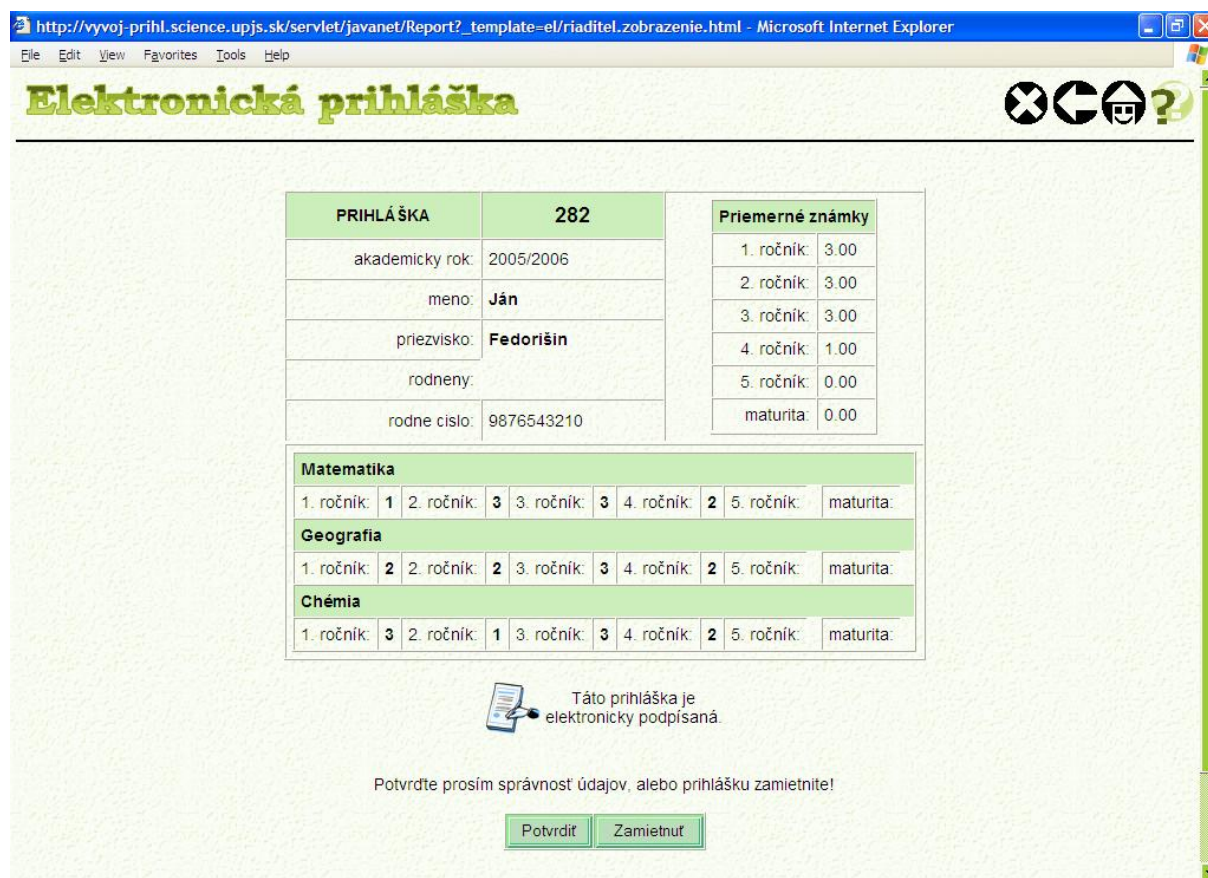 http://vyvoj-prihl.science.upjs.sk/servlet/javanet/Report?_template=el/riaditel.zobrazenie.html - Microsoft Internet Explorer
File Edit View Favorites Tools Help
Elektronická prihláška
PRIHLÁŠKA 282
akademicky rok: 2005/2006
meno: Ján
priezvisko: Fedorišin
rodneny:
rodne cislo: 9876543210
Priemerné známky
1. ročník: 3.00
2. ročník: 3.00
3. ročník: 3.00
4. ročník: 1.00
5. ročník: 0.00
maturita: 0.00
Matematika
1. ročník: 1 2. ročník: 3 3. ročník: 3 4. ročník: 2 5. ročník: maturita:
Geografia
1. ročník: 2 2. ročník: 2 3. ročník: 3 4. ročník: 2 5. ročník: maturita:
Chémia
1. ročník: 3 2. ročník: 1 3. ročník: 3 4. ročník: 2 5. ročník: maturita:
Táto prihláška je
elektronicky podpísaná.
Potvrďte prosím správnosť údajov, alebo prihlášku zamietnite!
Potvrdiť Zamietnuť